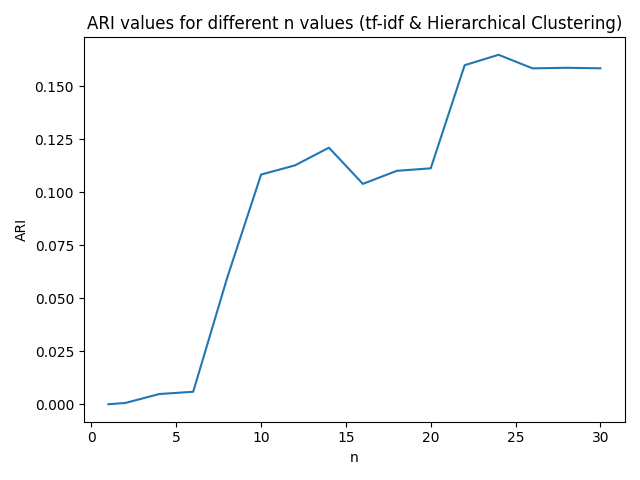 ARI values for different n values (tf-idf & Hierarchical Clustering)
0.150
0.125
0.100
0.075
0.050
0.025
0.000
ARI
0 5 10 15 20 25 30
n